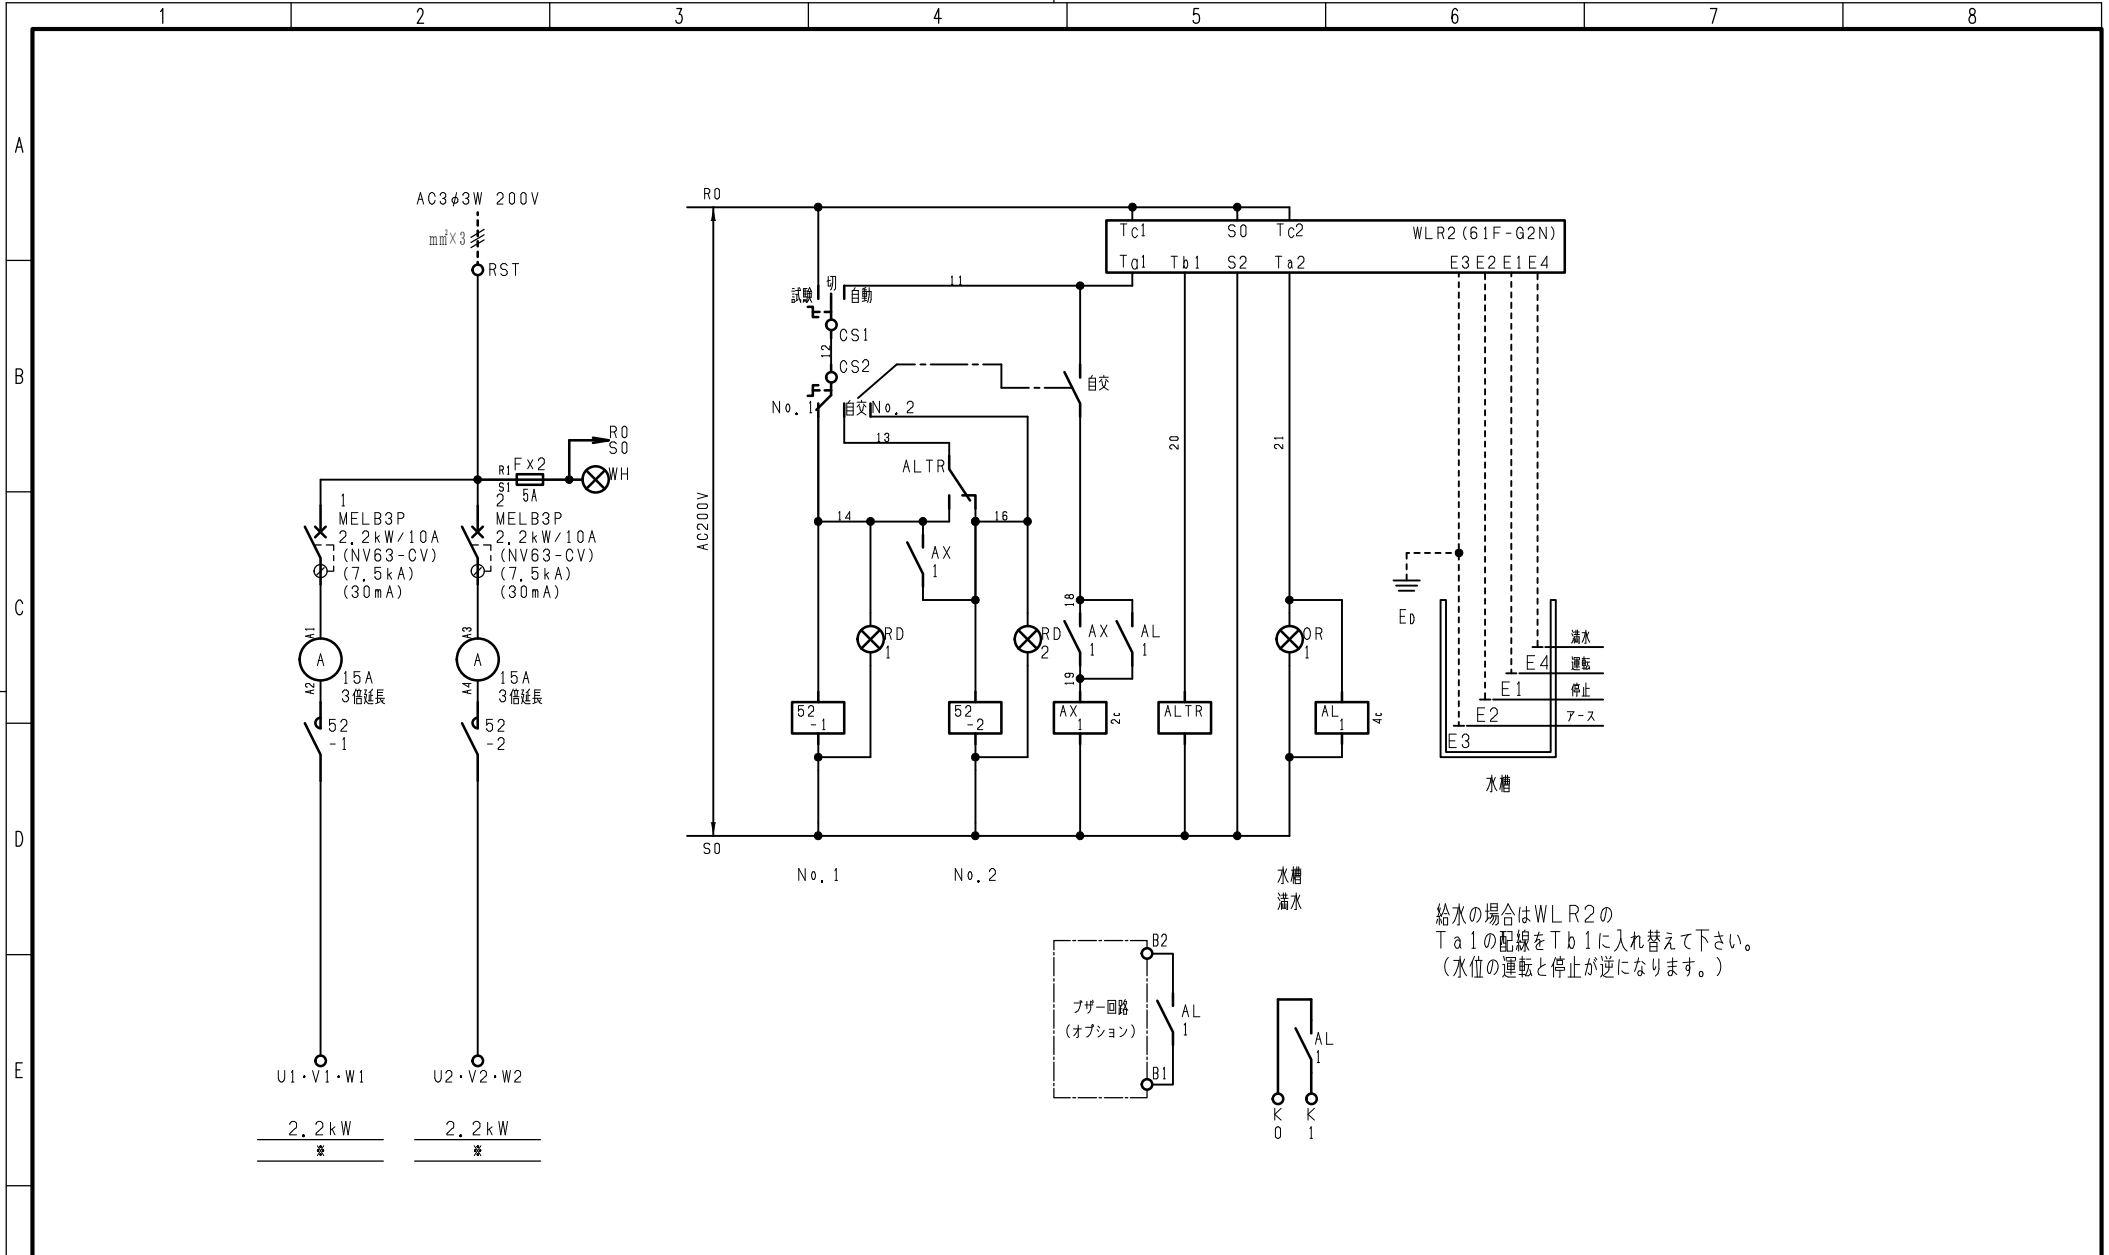 1 2 3 4 5 6 7 8
A
B
C
D
E
AC3φ3W 200V
mm²×3
RST
R0
S0
R1
S1
F×2
5A
WH
1
MELB3P
2.2kW/10A
(NV63-CV)
(7.5kA)
(30mA)
2
MELB3P
2.2kW/10A
(NV63-CV)
(7.5kA)
(30mA)
A1
A
A2
15A
3倍延長
A3
A
A4
15A
3倍延長
52
-1
52
-2
U1・V1・W1
U2・V2・W2
2.2kW
※
2.2kW
※
R0
AC200V
S0
試験
切
自動
11
CS1
12
CS2
No.1
自交
No.2
13
ALTR
14
16
AX
1
RD
1
RD
2
52
-1
52
-2
自交
18
AX
1
AL
1
19
AX
1
2c
20
ALTR
21
OR
1
AL
1
4c
Tc1 S0 Tc2 WLR2(61F-G2N)
Ta1 Tb1 S2 Ta2 E3 E2 E1 E4
ED
満水
E4
運転
E1
停止
E2
アース
E3
水槽
No.1
No.2
水槽
満水
給水の場合はWLR2の
Ta1の配線をTb1に入れ替えて下さい。
(水位の運転と停止が逆になります。)
B2
ブザー回路
(オプション)
AL
1
B1
AL
1
K
0
K
1